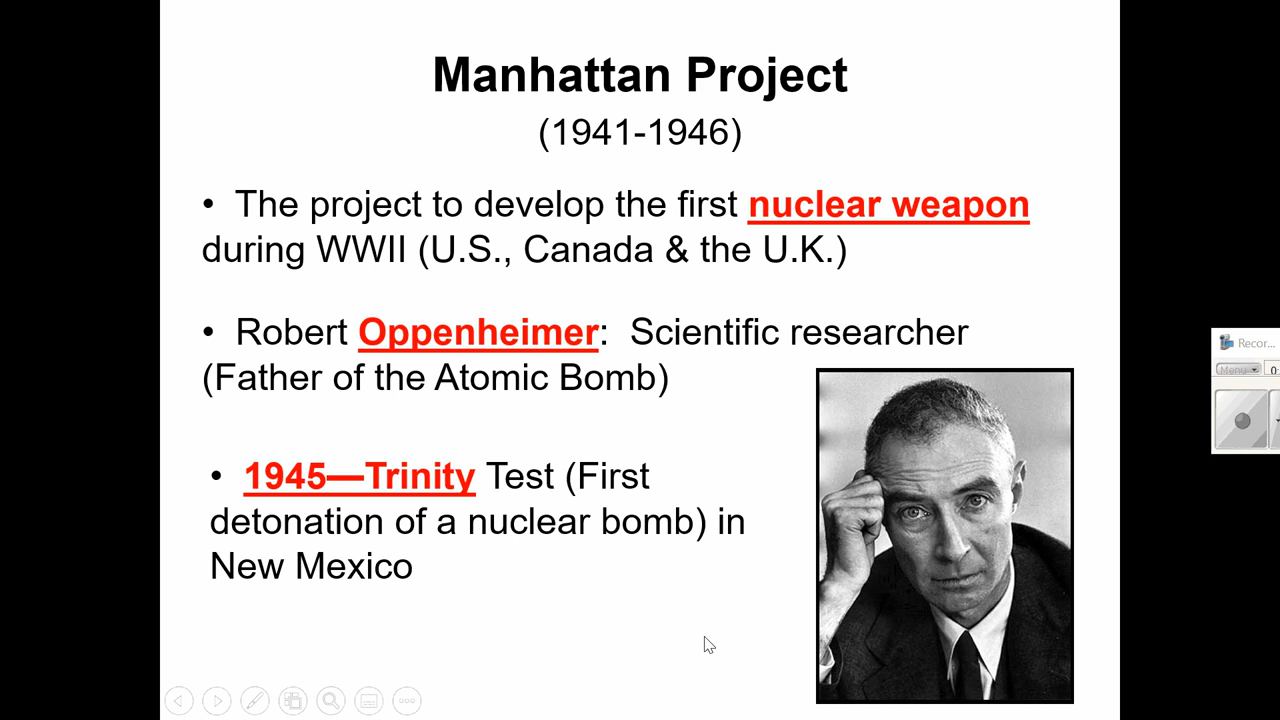 Manhattan Project
(1941-1946)
• The project to develop the first nuclear weapon
during WWII (U.S., Canada & the U.K.)
• Robert Oppenheimer:  Scientific researcher
(Father of the Atomic Bomb)
• 1945—Trinity Test (First
detonation of a nuclear bomb) in
New Mexico
Recor...
Menu
0: